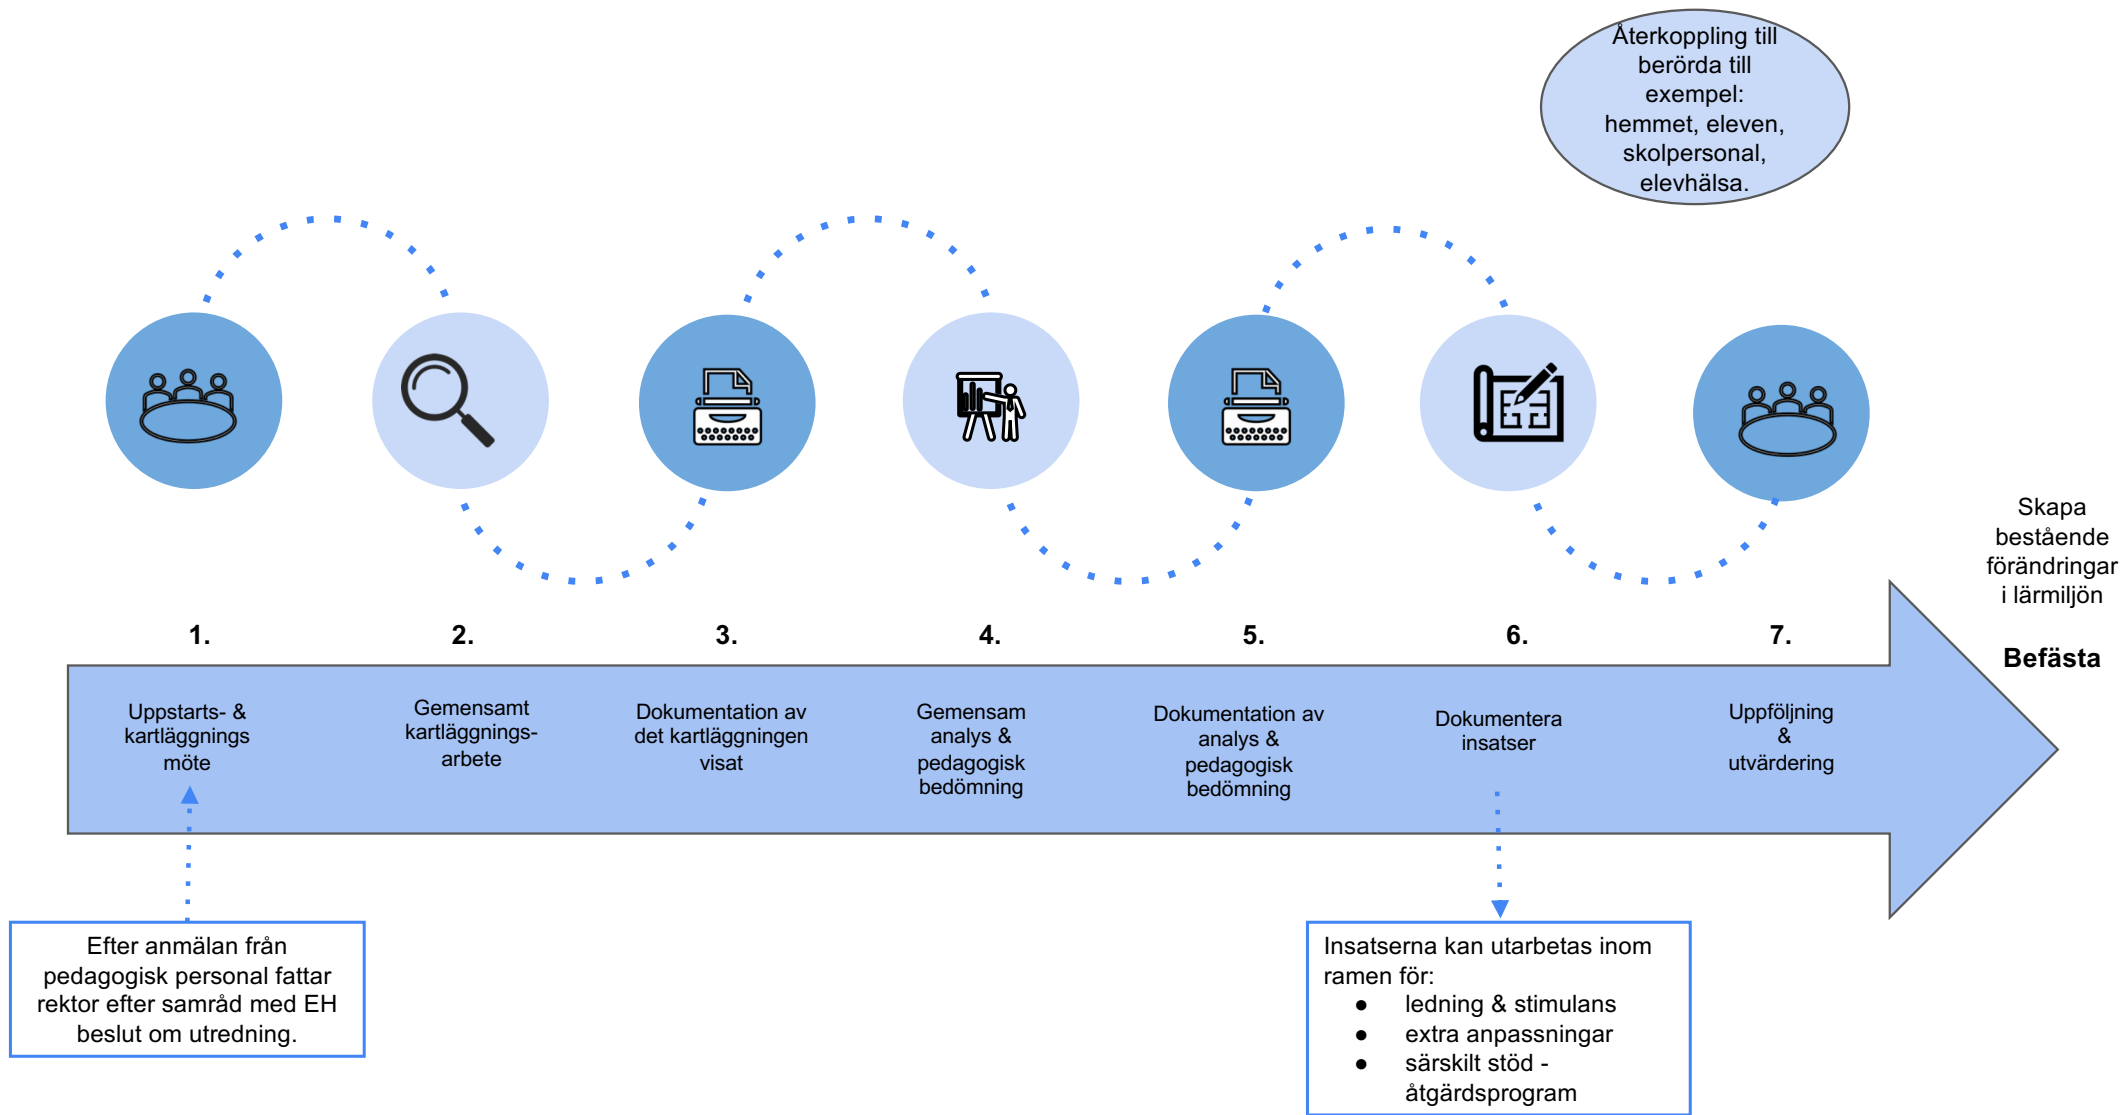 Återkoppling till
berörda till
exempel:
hemmet, eleven,
skolpersonal,
elevhälsa.
Skapa
bestående
förändringar
i lärmiljön
Befästa
1.
2.
3.
4.
5.
6.
7.
Uppstarts- &
kartläggnings
möte
Gemensamt
kartläggnings-
arbete
Dokumentation av
det kartläggningen
visat
Gemensam
analys &
pedagogisk
bedömning
Dokumentation av
analys &
pedagogisk
bedömning
Dokumentera
insatser
Uppföljning
&
utvärdering
Efter anmälan från
pedagogisk personal fattar
rektor efter samråd med EH
beslut om utredning.
Insatserna kan utarbetas inom
ramen för:
● ledning & stimulans
● extra anpassningar
● särskilt stöd -
åtgärdsprogram